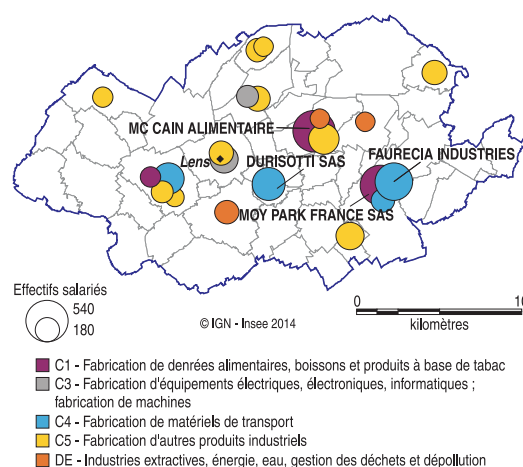 MC CAIN ALIMENTAIRE
Lens
DURISOTTI SAS
FAURECIA INDUSTRIES
MOY PARK FRANCE SAS
Effectifs salariés
540
180
© IGN - Insee 2014
0
10
kilomètres
C1 - Fabrication de denrées alimentaires, boissons et produits à base de tabac
C3 - Fabrication d'équipements électriques, électroniques, informatiques ;
fabrication de machines
C4 - Fabrication de matériels de transport
C5 - Fabrication d'autres produits industriels
DE - Industries extractives, énergie, eau, gestion des déchets et dépollution